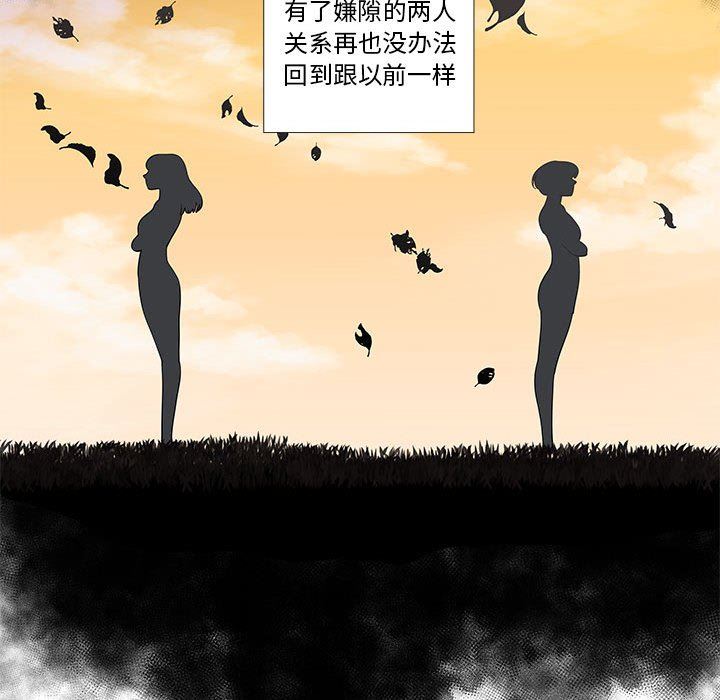 有了嫌隙的两人
关系再也没办法
回到跟以前一样